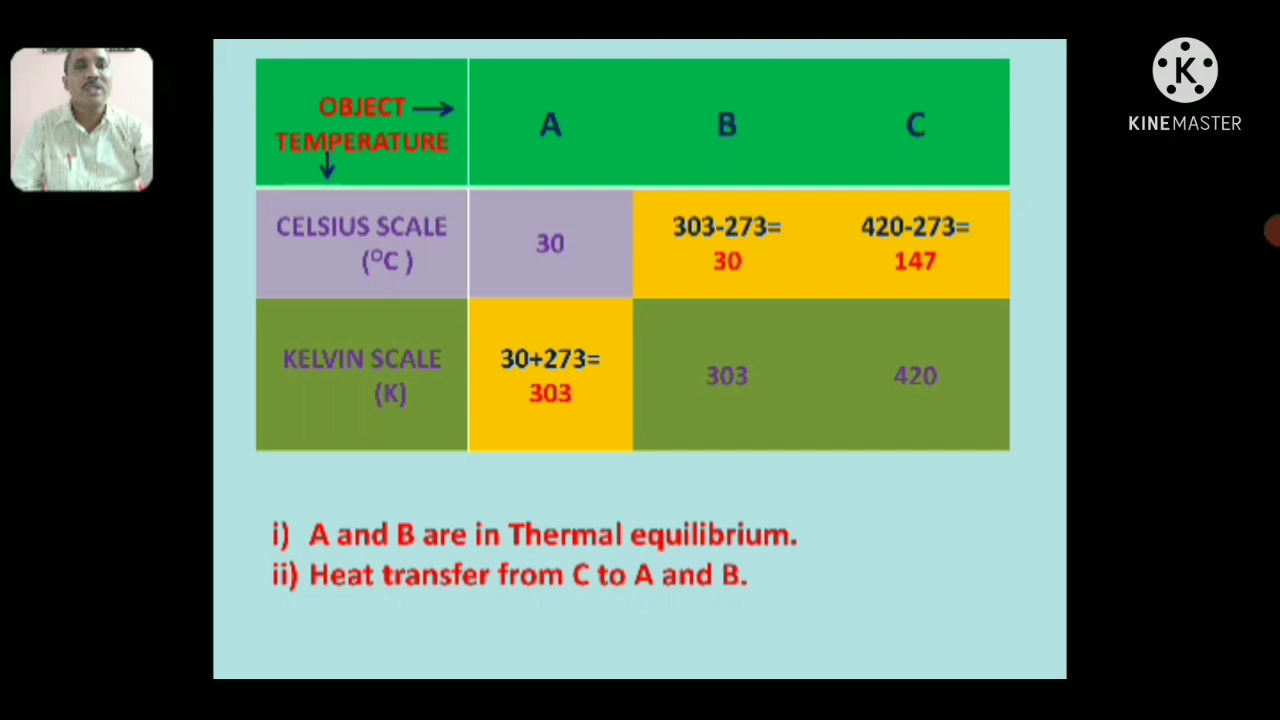 OBJECT →
TEMPERATURE
↓
A
B
C
CELSIUS SCALE
(⁰C )
30
303-273=
30
420-273=
147
KELVIN SCALE
(K)
30+273=
303
303
420
i) A and B are in Thermal equilibrium.
ii) Heat transfer from C to A and B.
K
KINEMASTER